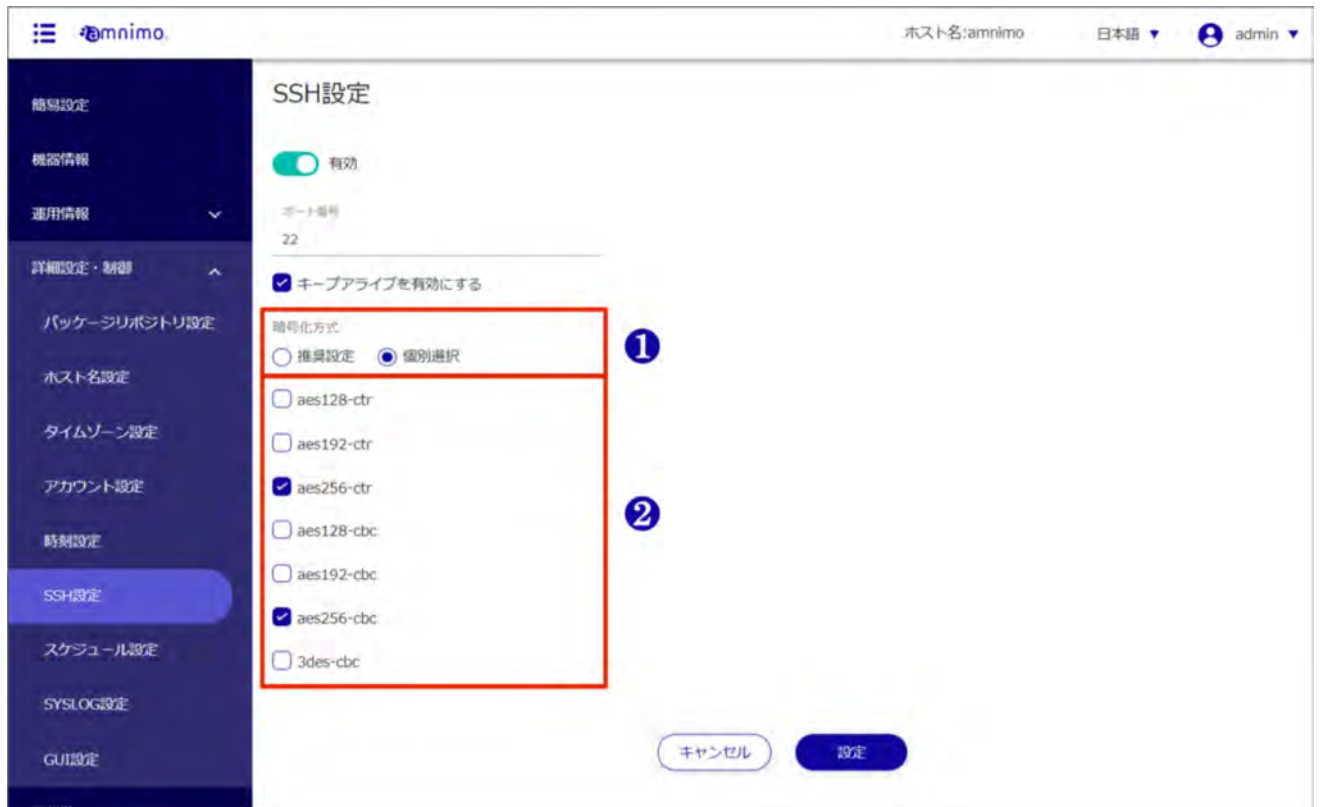 amnimo
ホスト名:amnimo
日本語 ▼
admin ▼
簡易設定
機器情報
運用情報
詳細設定・制御
パッケージリポジトリ設定
ホスト名設定
タイムゾーン設定
アカウント設定
時刻設定
SSH設定
スケジュール設定
SYSLOG設定
GUI設定
SSH設定
有効
ポート番号
22
キープアライブを有効にする
暗号化方式
推奨設定 個別選択
❶
aes128-ctr
aes192-ctr
aes256-ctr
aes128-cbc
aes192-cbc
aes256-cbc
3des-cbc
❷
キャンセル 設定